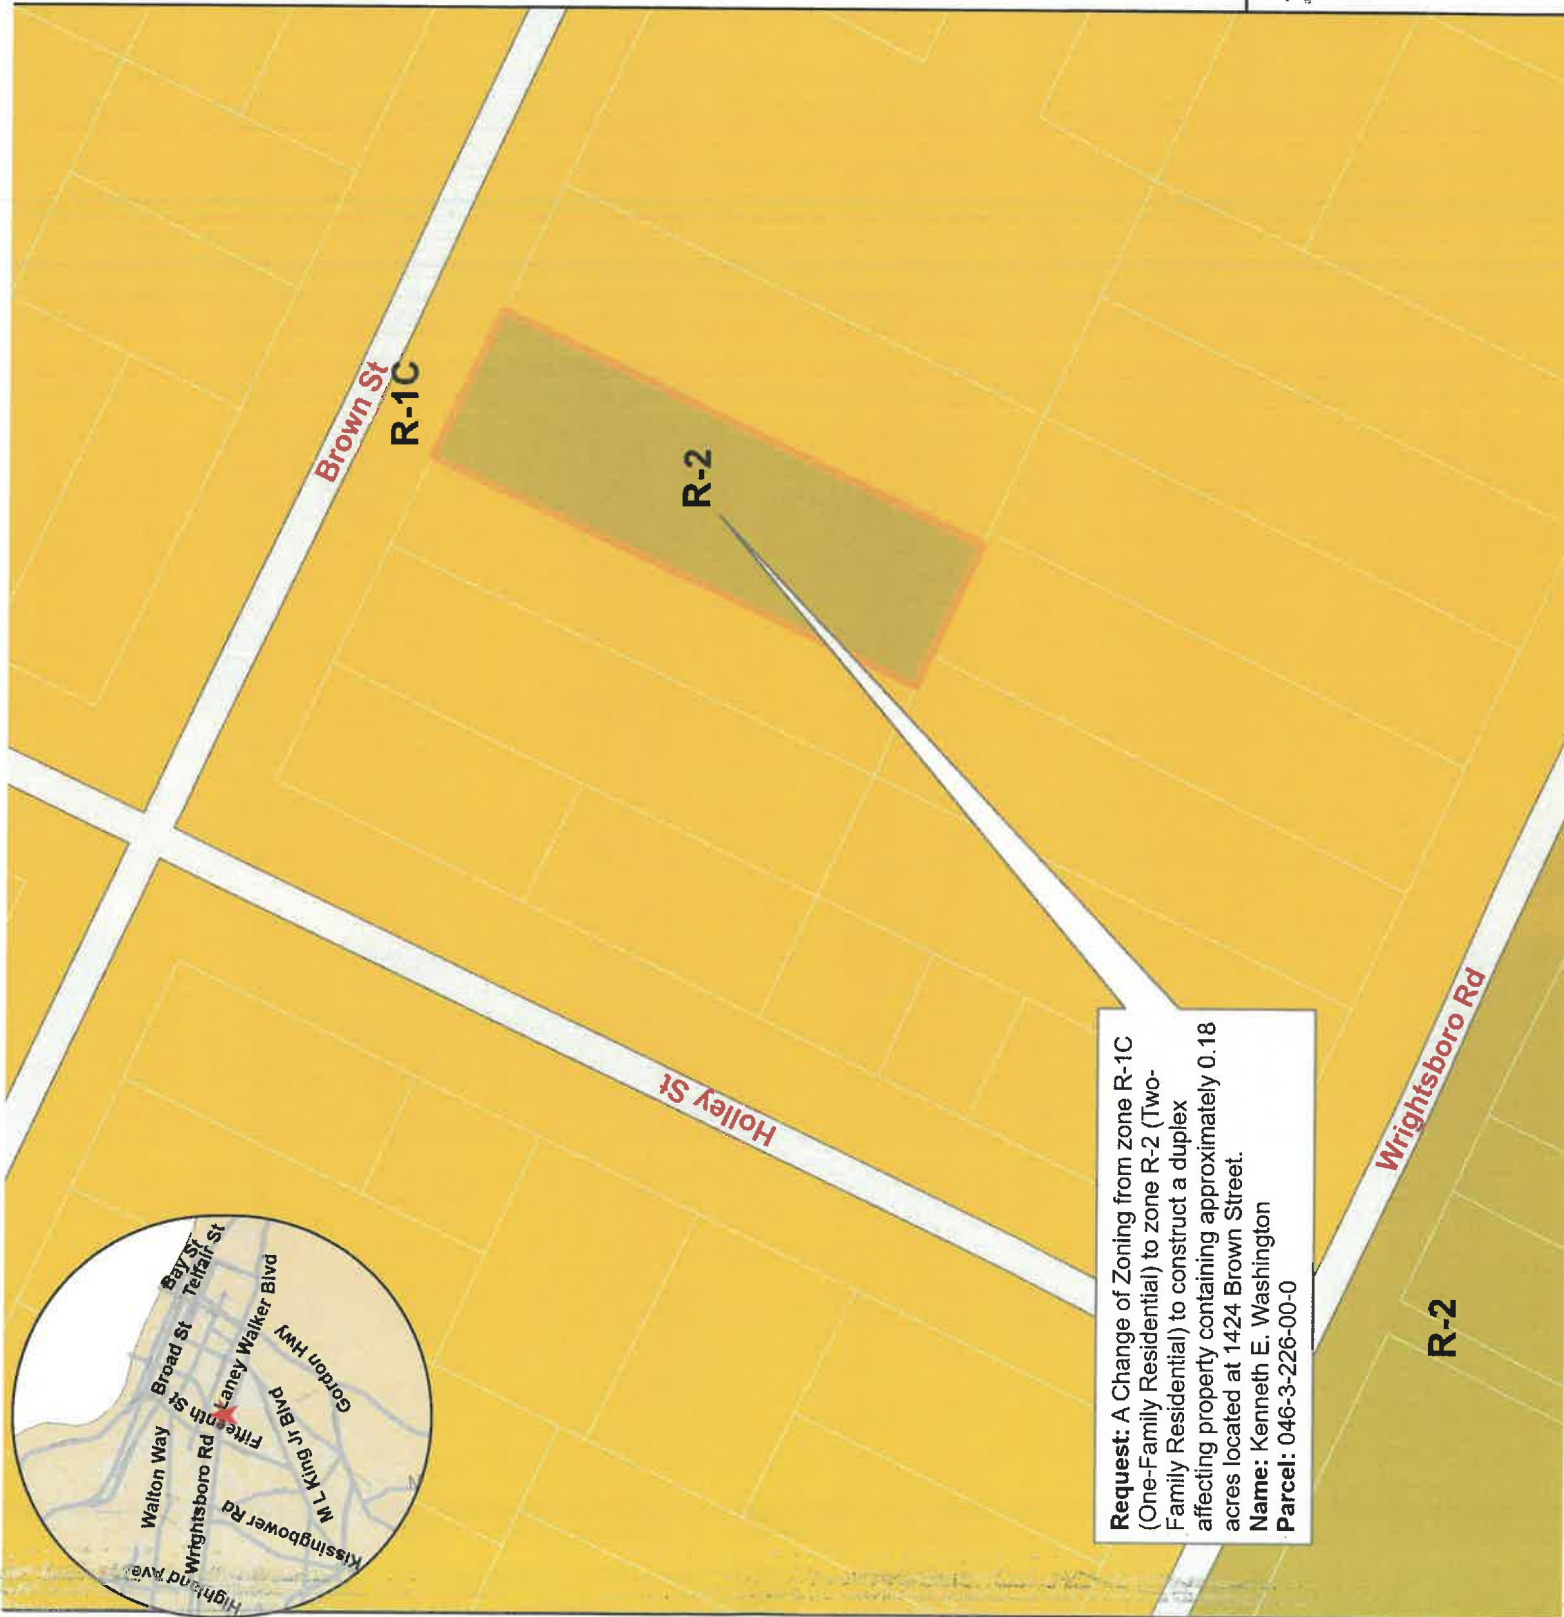 Bay St
Telfair St
Broad St
Laney Walker Blvd
Gordon Hwy
Fifteenth St
Walton Way
Wrightsboro Rd
M L King Jr Blvd
Kissingbower Rd
Highland Ave
Brown St
R-1C
R-2
Holley St
Request: A Change of Zoning from zone R-1C
(One-Family Residential) to zone R-2 (Two-
Family Residential) to construct a duplex
affecting property containing approximately 0.18
acres located at 1424 Brown Street.
Name: Kenneth E. Washington
Parcel: 046-3-226-00-0
Wrightsboro Rd
R-2